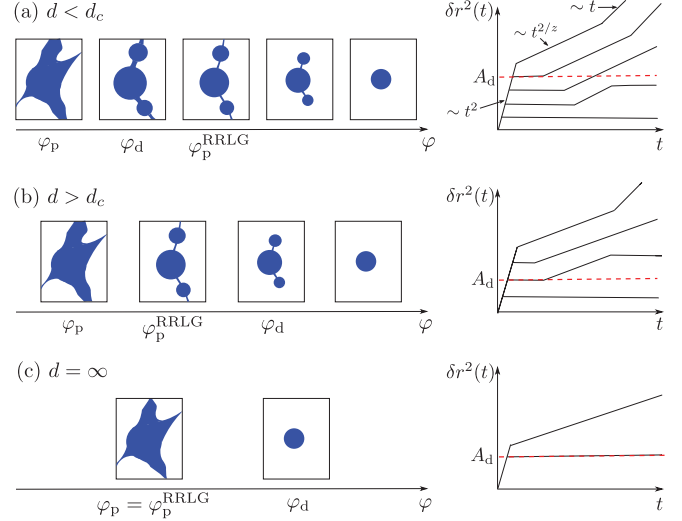 (a) d < d_c
φ_p φ_d φ_p^RRLG φ
δr²(t)
~ t
~ t^{2/z}
A_d
~ t²
t
(b) d > d_c
φ_p φ_p^RRLG φ_d φ
δr²(t)
A_d
t
(c) d = ∞
φ_p = φ_p^RRLG φ_d φ
δr²(t)
A_d
t